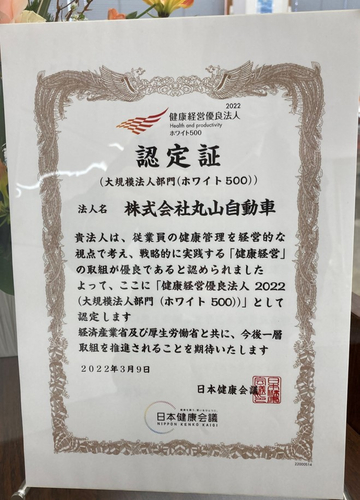 2022
健康経営優良法人
Health and productivity
ホワイト500
認定証
(大規模法人部門(ホワイト500))
法人名 株式会社丸山自動車
貴法人は、従業員の健康管理を経営的な
視点で考え、戦略的に実践する「健康経営」
の取組が優良であると認められました
よって、ここに「健康経営優良法人 2022
(大規模法人部門 (ホワイト500))」として
認定します
経済産業省及び厚生労働省と共に、今後一層
取組を推進されることを期待いたします
2022年3月9日
日本健康会議
日本健康会議
NIPPON KENKO KAIGI